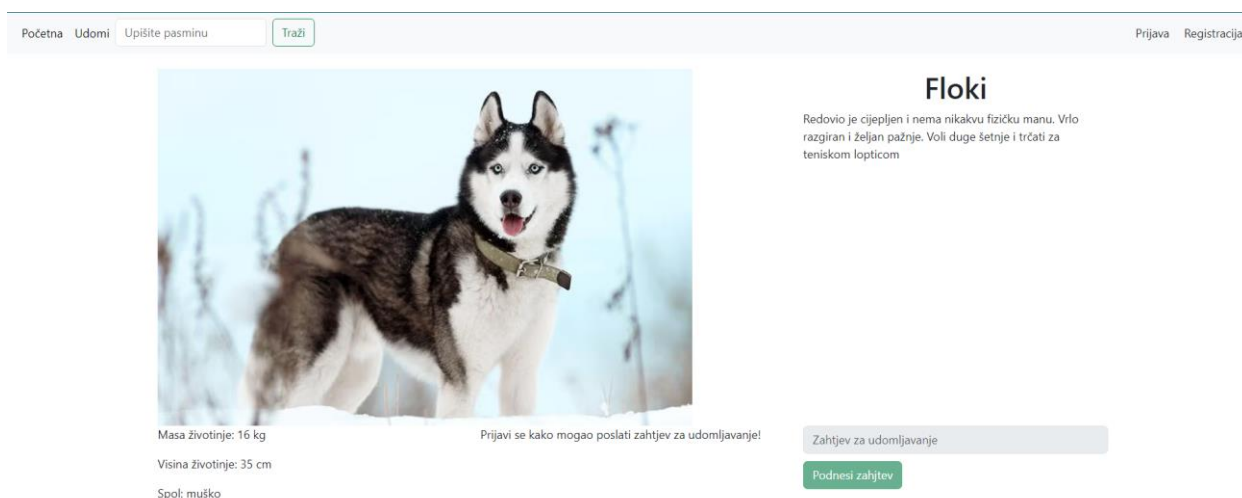 Početna Udomi Upišite pasminu Traži Prijava Registracija
Floki
Redovio je cijepljen i nema nikakvu fizičku manu. Vrlo
razgiran i željan pažnje. Voli duge šetnje i trčati za
teniskom lopticom
Masa životinje: 16 kg
Prijavi se kako mogao poslati zahtjev za udomljavanje!
Zahtjev za udomljavanje
Visina životinje: 35 cm
Podnesi zahjtev
Spol: muško